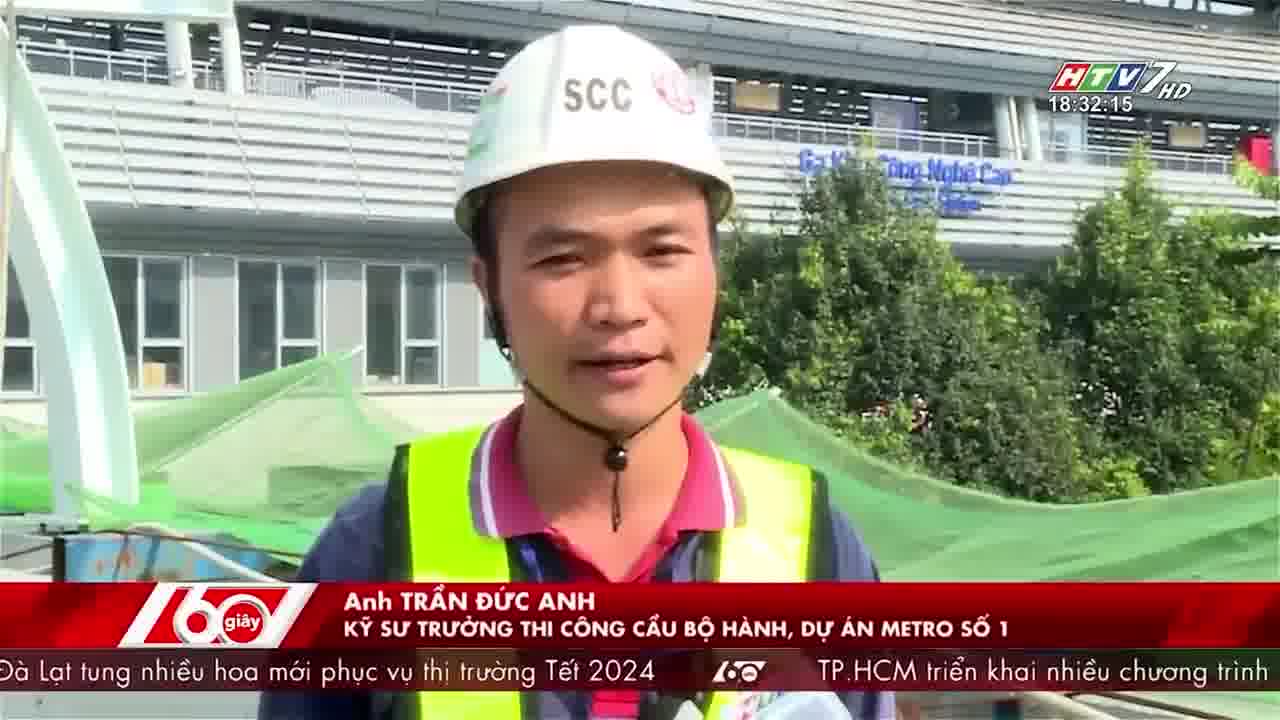 SCC
HTV7 HD
18:32:15
Ga Công Nghệ Cao
60 giây
Anh TRẦN ĐỨC ANH
KỸ SƯ TRƯỞNG THI CÔNG CẦU BỘ HÀNH, DỰ ÁN METRO SỐ 1
Đà Lạt tung nhiều hoa mới phục vụ thị trường Tết 2024 60 giây TP.HCM triển khai nhiều chương trình